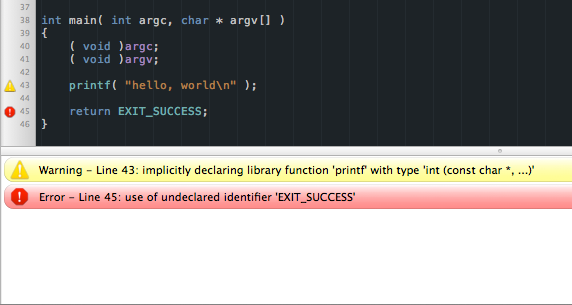 37
38 int main( int argc, char * argv[] )
39 {
40 ( void )argc;
41 ( void )argv;
42
43 printf( "hello, world\n" );
44
45 return EXIT_SUCCESS;
46 }
Warning – Line 43: implicitly declaring library function 'printf' with type 'int (const char *, ...)'
Error – Line 45: use of undeclared identifier 'EXIT_SUCCESS'